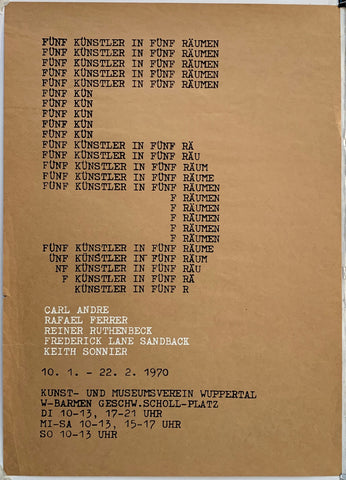 FÜNF KÜNSTLER IN FÜNF RÄUMEN
FÜNF KÜNSTLER IN FÜNF RÄUMEN
FÜNF KÜNSTLER IN FÜNF RÄUMEN
FÜNF KÜNSTLER IN FÜNF RÄUMEN
FÜNF KÜNSTLER IN FÜNF RÄUMEN
FÜNF KÜN
FÜNF KÜN
FÜNF KÜN
FÜNF KÜN
FÜNF KÜN
FÜNF KÜNSTLER IN FÜNF RÄ
FÜNF KÜNSTLER IN FÜNF RÄU
FÜNF KÜNSTLER IN FÜNF RÄUM
FÜNF KÜNSTLER IN FÜNF RÄUME
FÜNF KÜNSTLER IN FÜNF RÄUMEN
F RÄUMEN
F RÄUMEN
F RÄUMEN
F RÄUMEN
F RÄUMEN
FÜNF KÜNSTLER IN FÜNF RÄUME
ÜNF KÜNSTLER IN FÜNF RÄUM
NF KÜNSTLER IN FÜNF RÄU
F KÜNSTLER IN FÜNF RÄ
KÜNSTLER IN FÜNF R
CARL ANDRE
RAFAEL FERRER
REINER RUTHENBECK
FREDERICK LANE SANDBACK
KEITH SONNIER
10. 1. - 22. 2. 1970
KUNST- UND MUSEUMSVEREIN WUPPERTAL
W-BARMEN GESCHW.SCHOLL-PLATZ
DI 10-13, 17-21 UHR
MI-SA 10-13, 15-17 UHR
SO 10-13 UHR